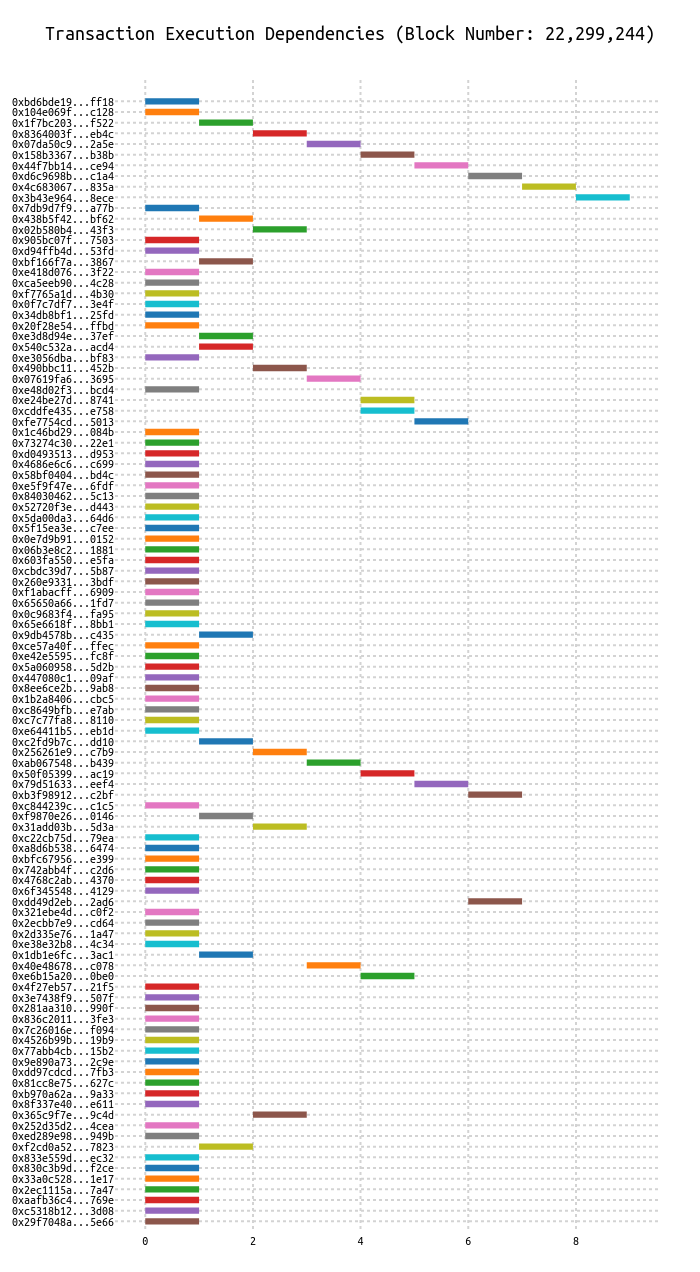 Transaction Execution Dependencies (Block Number: 22,299,244)
0xbd6bde19...ff18
0x104e069f...c128
0x1f7bc203...f522
0x8364003f...eb4c
0x07da50c9...2a5e
0x158b3367...b38b
0x44f7bb14...ce94
0xd6c9698b...c1a4
0x4c683067...835a
0x3b43e964...8ece
0x7db9d7f9...a77b
0x438b5f42...bf62
0x02b580b4...43f3
0x905bc07f...7503
0xd94ffb4d...53fd
0xbf166f7a...3867
0xe418d076...3f22
0xca5eeb90...4c28
0xf7765a1d...4b30
0x0f7c7df7...3e4f
0x34db8bf1...25fd
0x20f28e54...ffbd
0xe3d8d94e...37ef
0x540c532a...acd4
0xe3056dba...bf83
0x490bbc11...452b
0x07619fa6...3695
0xe48d02f3...bcd4
0xe24be27d...8741
0xcddfe435...e758
0xfe7754cd...5013
0x1c46bd29...084b
0x73274c30...22e1
0xd0493513...d953
0x4686e6c6...c699
0x58bf0404...bd4c
0xe5f9f47e...6fdf
0x84030462...5c13
0x52720f3e...d443
0x5da00da3...64d6
0x5f15ea3e...c7ee
0x0e7d9b91...0152
0x06b3e8c2...1881
0x603fa550...e5fa
0xcbdc39d7...5b87
0x260e9331...3bdf
0xf1abacff...6909
0x65650a66...1fd7
0x0c9683f4...fa95
0x65e6618f...8bb1
0x9db4578b...c435
0xce57a40f...ffec
0xe42e5595...fc8f
0x5a060958...5d2b
0x447080c1...09af
0x8ee6ce2b...9ab8
0x1b2a8406...cbc5
0xc8649bfb...e7ab
0xc7c77fa8...8110
0xe64411b5...eb1d
0xc2fd9b7c...dd10
0x256261e9...c7b9
0xab067548...b439
0x50f05399...ac19
0x79d51633...eef4
0xb3f98912...c2bf
0xc844239c...c1c5
0xf9870e26...0146
0x31add03b...5d3a
0xc22cb75d...79ea
0xa8d6b538...6474
0xbfc67956...e399
0x742abb4f...c2d6
0x4768c2ab...4370
0x6f345548...4129
0xdd49d2eb...2ad6
0x321ebe4d...c0f2
0x2ecbb7e9...cd64
0x2d335e76...1a47
0xe38e32b8...4c34
0x1db1e6fc...3ac1
0x40e48678...c078
0xe6b15a20...0be0
0x4f27eb57...21f5
0x3e7438f9...507f
0x281aa310...990f
0x836c2011...3fe3
0x7c26016e...f094
0x4526b99b...19b9
0x77abb4cb...15b2
0x9e890a73...2c9e
0xdd97cdcd...7fb3
0x81cc8e75...627c
0xb970a62a...9a33
0x8f337e40...e611
0x365c9f7e...9c4d
0x252d35d2...4cea
0xed289e98...949b
0xf2cd0a52...7823
0x833e559d...ec32
0x830c3b9d...f2ce
0x33a0c528...1e17
0x2ec1115a...7a47
0xaafb36c4...769e
0xc5318b12...3d08
0x29f7048a...5e66
0 2 4 6 8